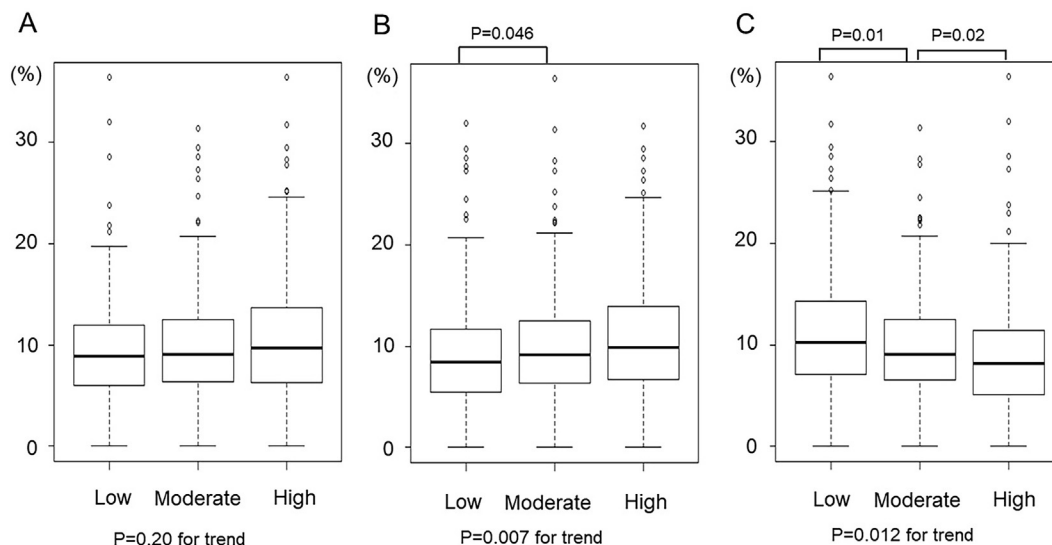 A
(%)
30
20
10
0
Low Moderate High
P=0.20 for trend
B
P=0.046
(%)
30
20
10
0
Low Moderate High
P=0.007 for trend
C
P=0.01 P=0.02
(%)
30
20
10
0
Low Moderate High
P=0.012 for trend